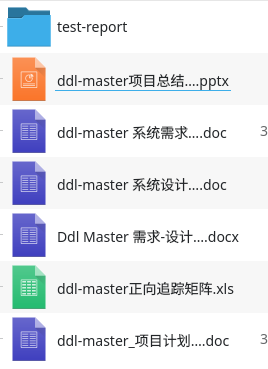 test-report
ddl-master项目总结....pptx
ddl-master 系统需求....doc 3
ddl-master 系统设计....doc
Ddl Master 需求-设计....docx
ddl-master正向追踪矩阵.xls
ddl-master_项目计划....doc 3